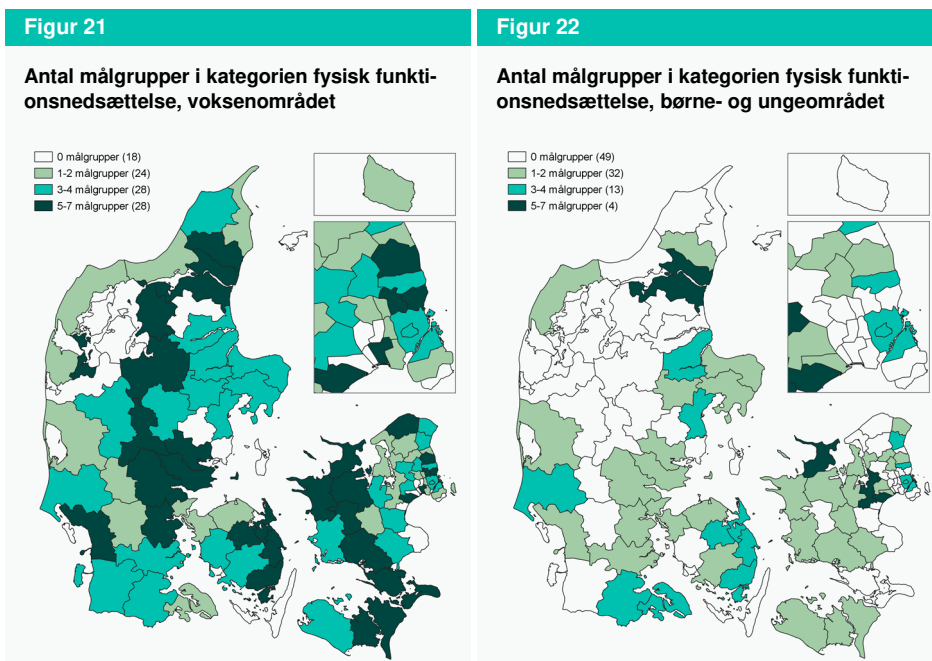 Figur 21
Antal målgrupper i kategorien fysisk funkti-
onsnedsættelse, voksenområdet
0 målgrupper (18)
1-2 målgrupper (24)
3-4 målgrupper (28)
5-7 målgrupper (28)
Figur 22
Antal målgrupper i kategorien fysisk funkti-
onsnedsættelse, børne- og ungeområdet
0 målgrupper (49)
1-2 målgrupper (32)
3-4 målgrupper (13)
5-7 målgrupper (4)